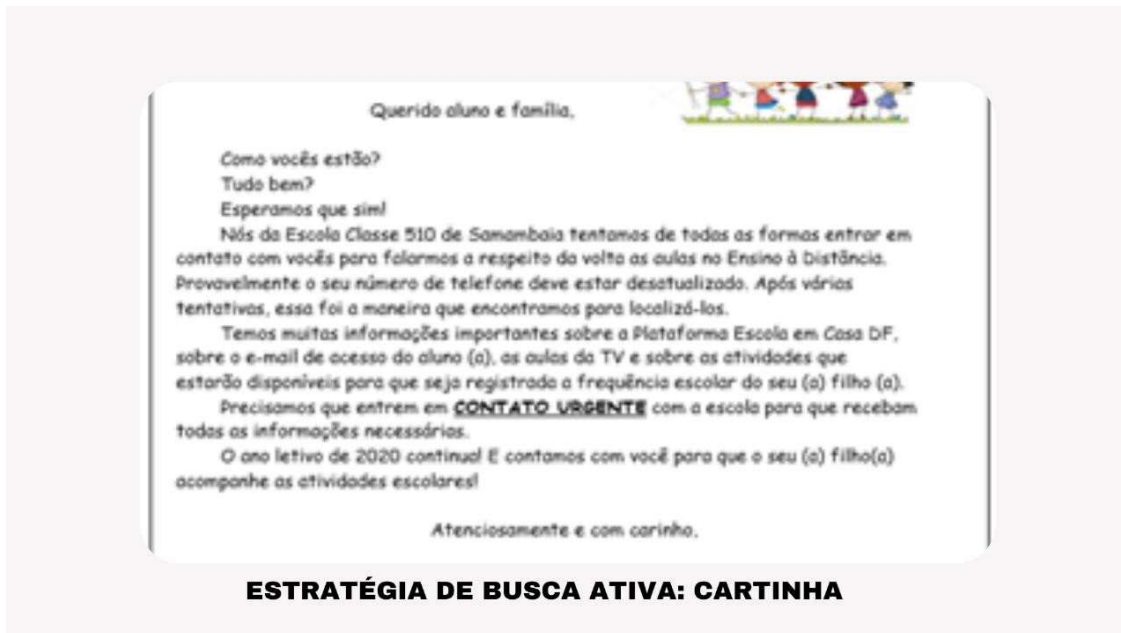 Querido aluno e família,
Como vocês estão?
Tudo bem?
Esperamos que sim!
Nós da Escola Classe 510 de Samambaia tentamos de todas as formas entrar em
contato com vocês para falarmos a respeito da volta as aulas no Ensino à Distância.
Provavelmente o seu número de telefone deve estar desatualizado. Após várias
tentativas, essa foi a maneira que encontramos para localizá-los.
Temos muitas informações importantes sobre a Plataforma Escola em Casa DF,
sobre o e-mail de acesso do aluno (a), as aulas da TV e sobre as atividades que
estarão disponíveis para que seja registrada a frequência escolar do seu (a) filho (a).
Precisamos que entrem em CONTATO URGENTE com a escola para que recebam
todas as informações necessárias.
O ano letivo de 2020 continua! E contamos com você para que o seu (a) filho(a)
acompanhe as atividades escolares!
Atenciosamente e com carinho,
ESTRATÉGIA DE BUSCA ATIVA: CARTINHA